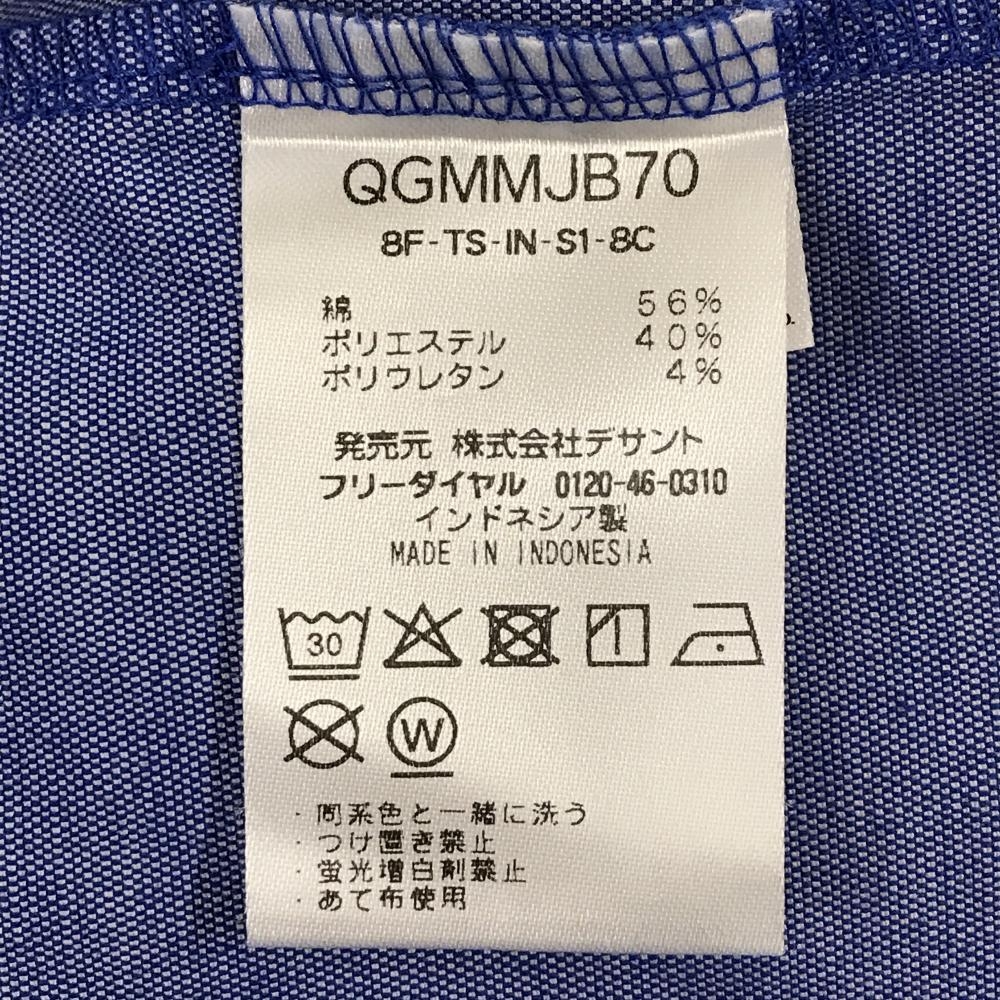 QGMMJB70
8F-TS-IN-S1-8C
綿 56%
ポリエステル 40%
ポリウレタン 4%
発売元 株式会社デサント
フリーダイヤル 0120-46-0310
インドネシア製
MADE IN INDONESIA
30
W
・同系色と一緒に洗う
・つけ置き禁止
・蛍光増白剤禁止
・あて布使用